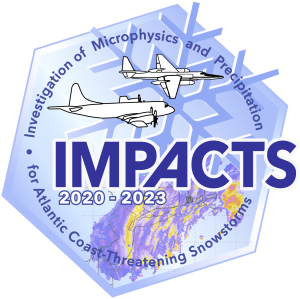 Investigation of Microphysics and Precipitation
IMPACTS
2020 - 2023
for Atlantic Coast-Threatening Snowstorms